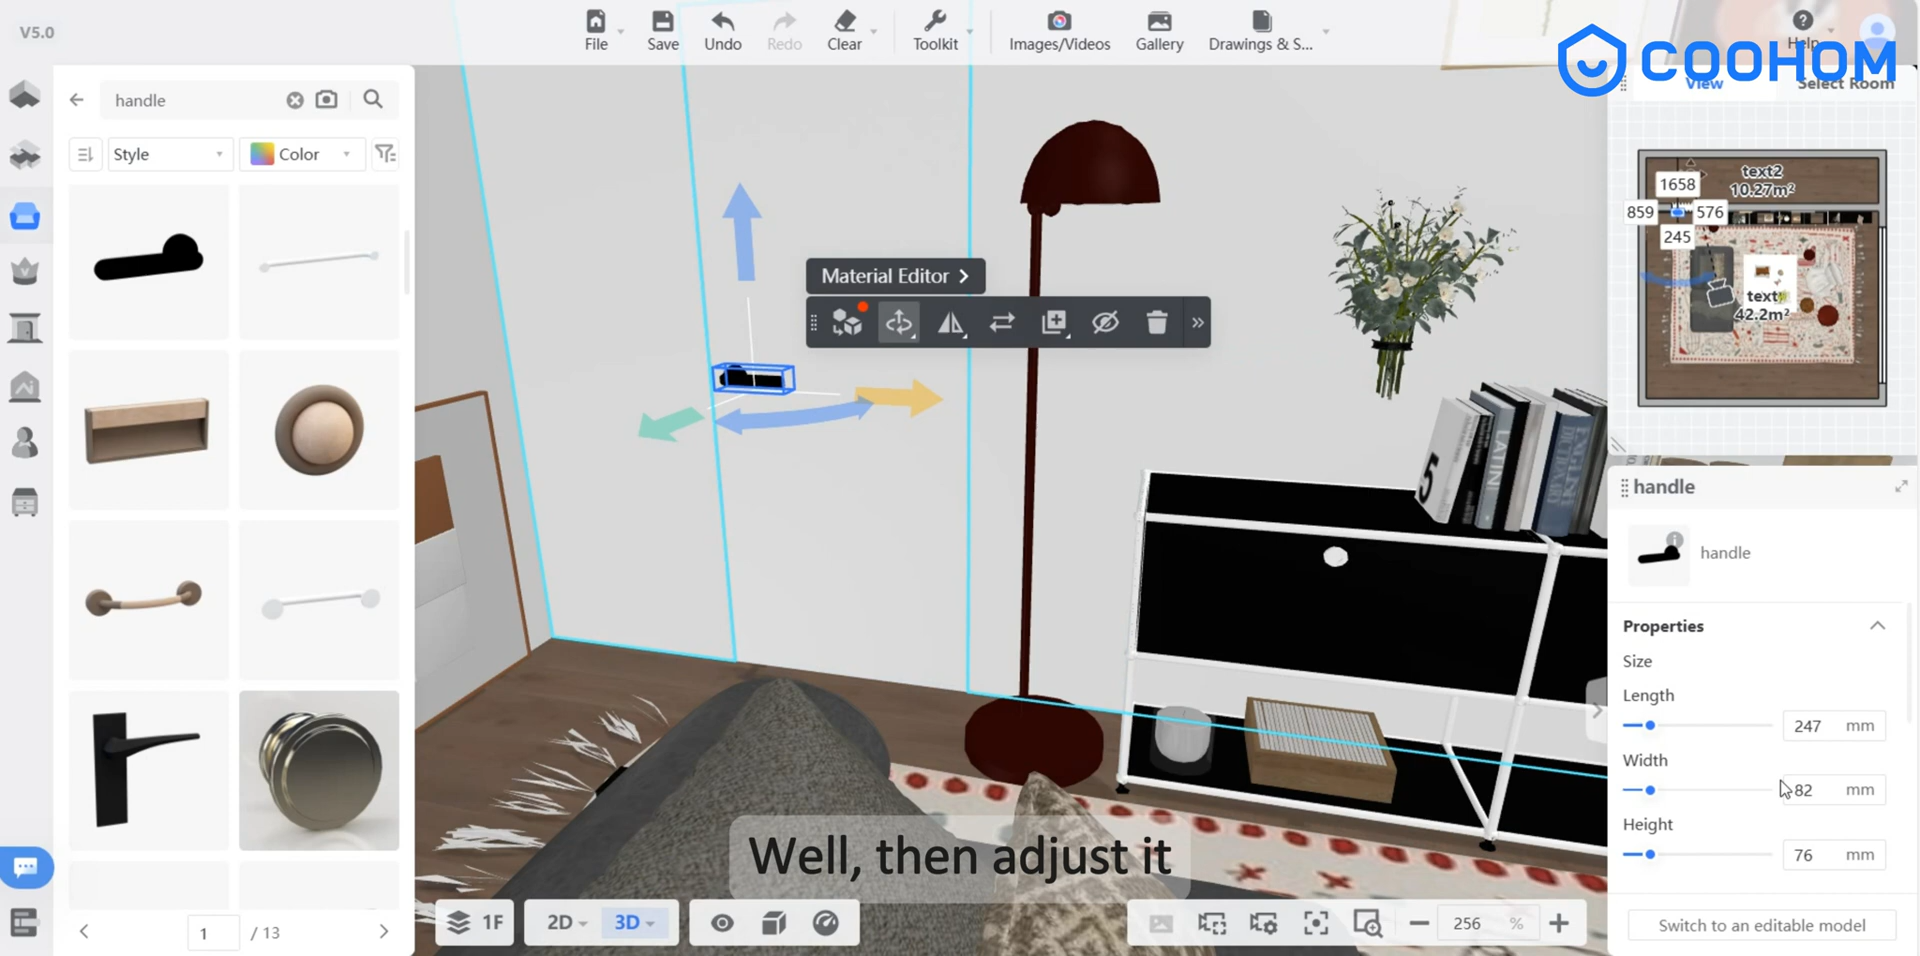 V5.0
File
Save
Undo
Redo
Clear
Toolkit
Images/Videos
Gallery
Drawings & S...
Help
COOHOM
View
Select Room
handle
Style
Color
Material Editor
text2
10.27m²
1658
859
576
245
text
42.2m²
5
LATINI
handle
handle
Properties
Size
Length
247 mm
Width
82 mm
Height
76 mm
Switch to an editable model
Well, then adjust it
1 / 13
1F
2D
3D
256 %